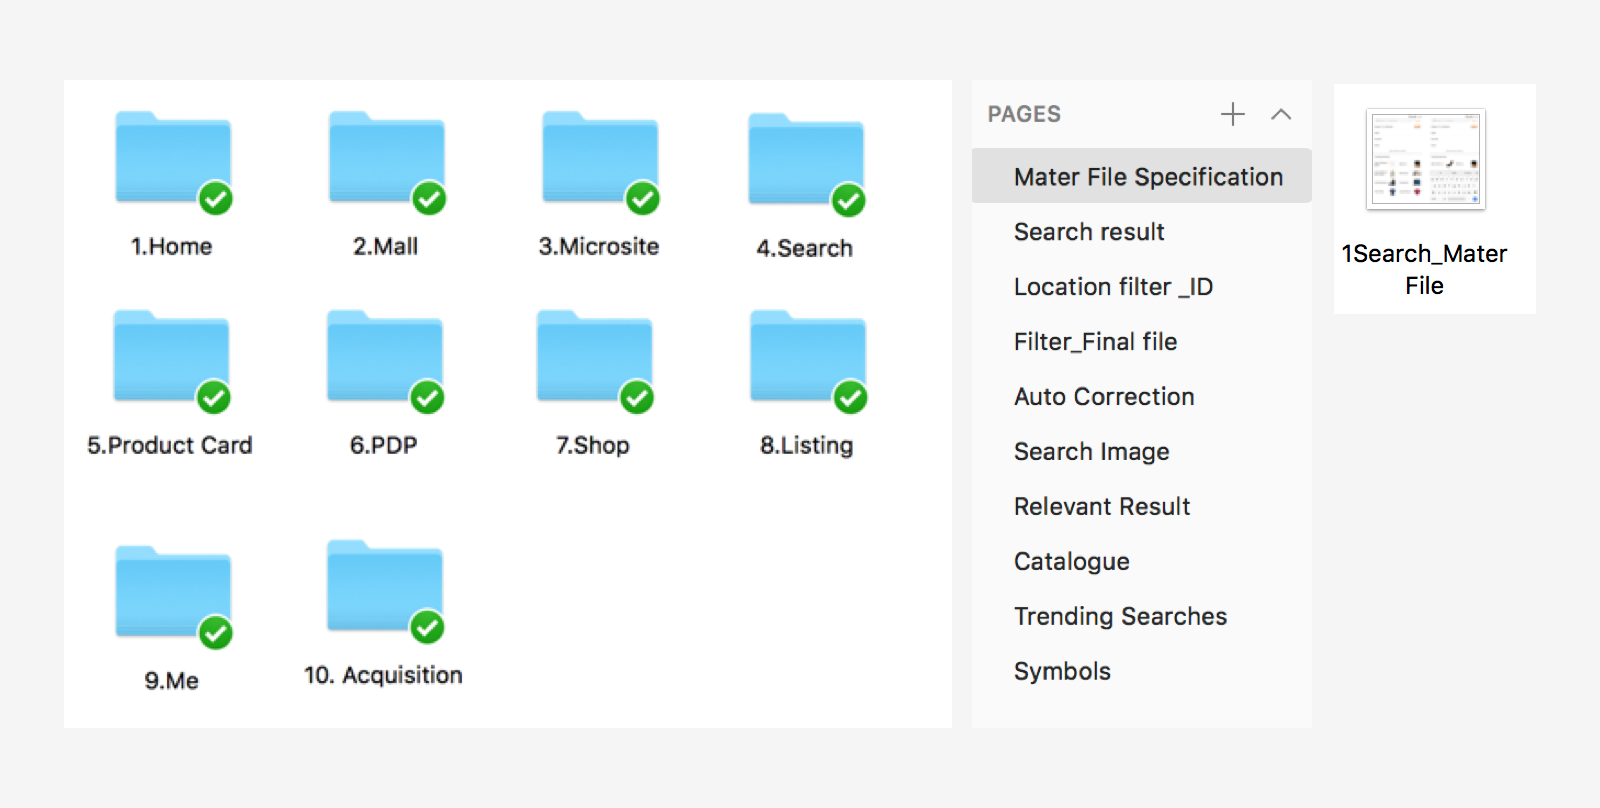 1.Home
2.Mall
3.Microsite
4.Search
5.Product Card
6.PDP
7.Shop
8.Listing
9.Me
10. Acquisition
PAGES
Mater File Specification
Search result
Location filter _ID
Filter_Final file
Auto Correction
Search Image
Relevant Result
Catalogue
Trending Searches
Symbols
1Search_Mater
File